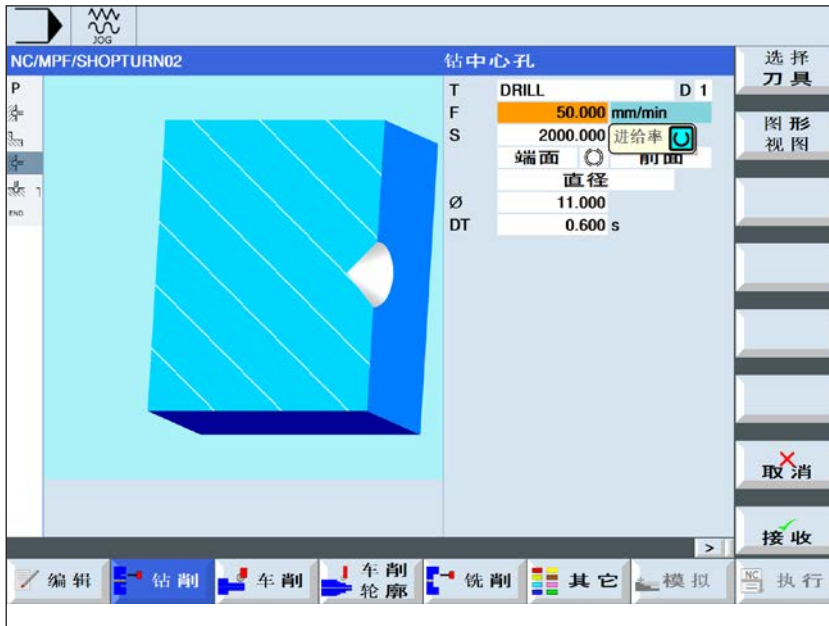 JOG
NC/MPF/SHOPTURN02
钻中心孔
选择
刀具
P
T DRILL D 1
F 50.000 mm/min
S 2000.000 进给率
端面 前面
直径
Ø 11.000
DT 0.600 s
END
图形
视图
取消
接收
>
编辑
钻削
车削
车削
轮廓
铣削
其它
模拟
NC
执行